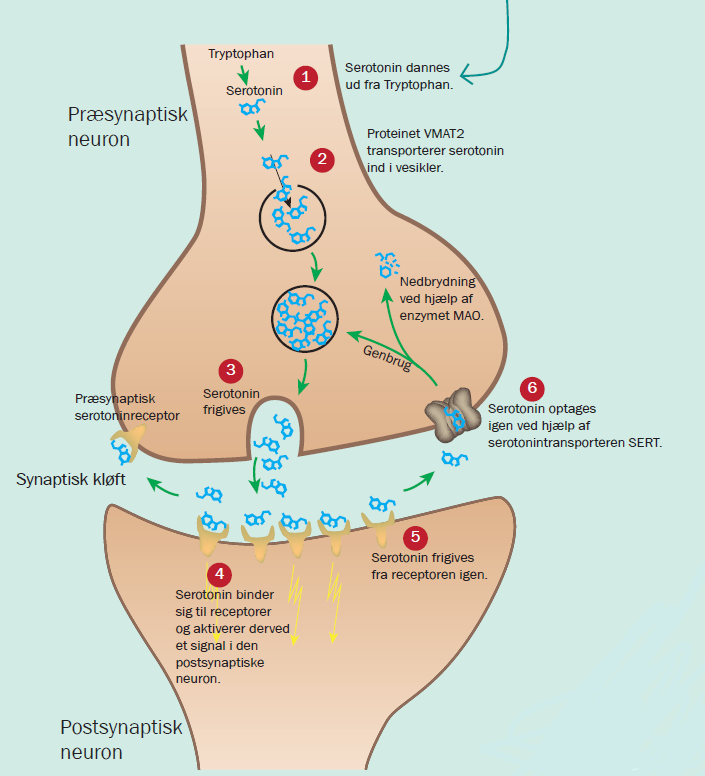 Tryptophan
1
Serotonin
Serotonin dannes
ud fra Tryptophan.
Præsynaptisk
neuron
2
Proteinet VMAT2
transporterer serotonin
ind i vesikler.
Nedbrydning
ved hjælp af
enzymet MAO.
Genbrug
3
Serotonin
frigives
Præsynaptisk
serotoninreceptor
6
Serotonin optages
igen ved hjælp af
serotonintransporteren SERT.
Synaptisk kløft
5
Serotonin frigives
fra receptoren igen.
4
Serotonin binder
sig til receptorer
og aktiverer derved
et signal i den
postsynaptiske
neuron.
Postsynaptisk
neuron